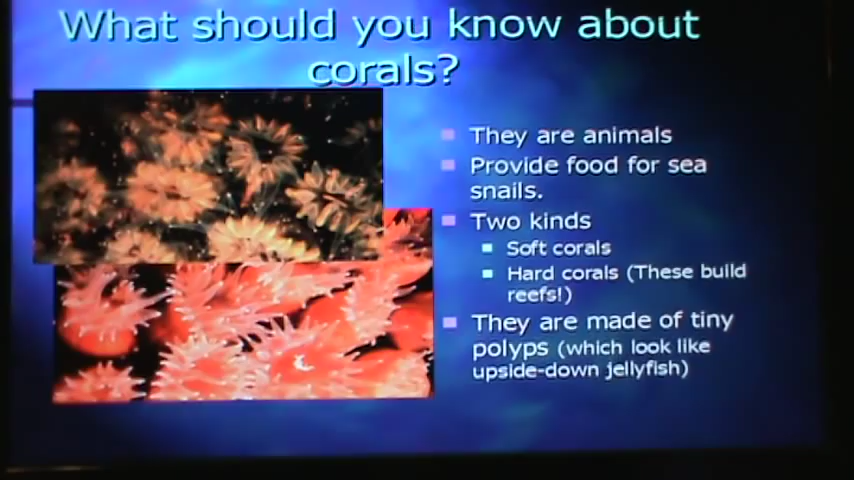 What should you know about
corals?
They are animals
Provide food for sea
snails.
Two kinds
Soft corals
Hard corals (These build
reefs!)
They are made of tiny
polyps (which look like
upside-down jellyfish)